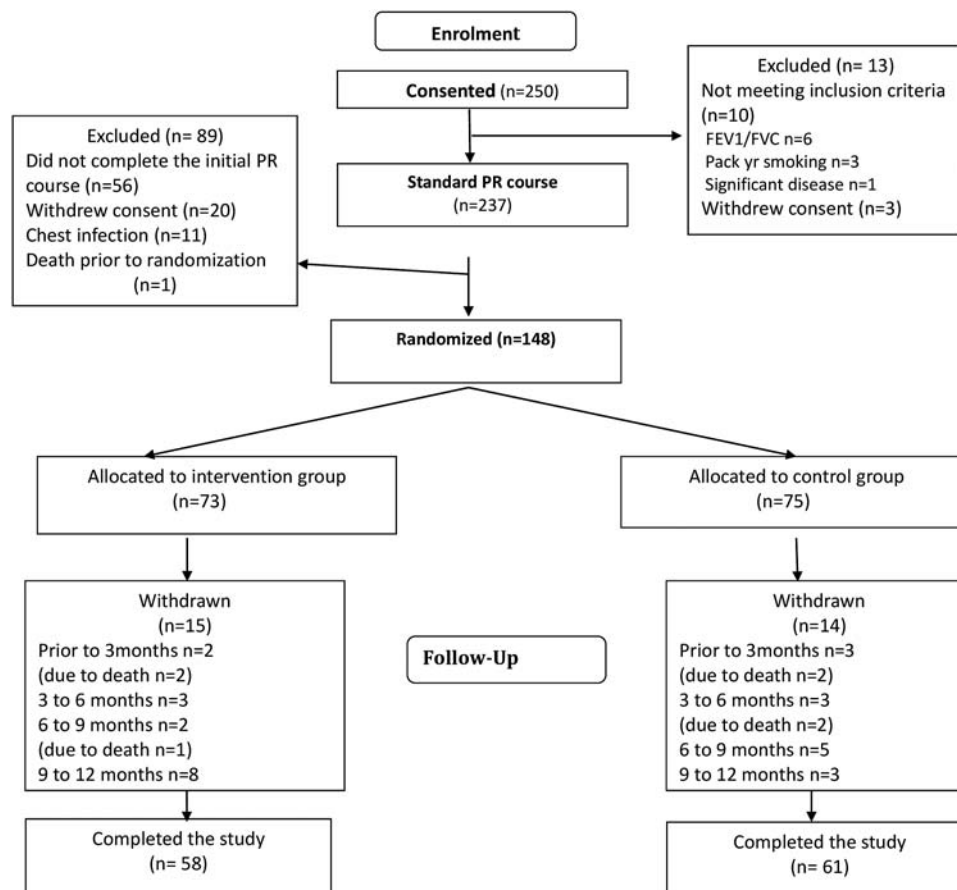 Enrolment
Consented (n=250)
Excluded (n= 13)
Not meeting inclusion criteria
(n=10)
FEV1/FVC n=6
Pack yr smoking n=3
Significant disease n=1
Withdrew consent (n=3)
Excluded (n= 89)
Did not complete the initial PR
course (n=56)
Withdrew consent (n=20)
Chest infection (n=11)
Death prior to randomization
(n=1)
Standard PR course
(n=237)
Randomized (n=148)
Allocated to intervention group
(n=73)
Allocated to control group
(n=75)
Withdrawn
(n=15)
Prior to 3months n=2
(due to death n=2)
3 to 6 months n=3
6 to 9 months n=2
(due to death n=1)
9 to 12 months n=8
Follow-Up
Withdrawn
(n=14)
Prior to 3months n=3
(due to death n=2)
3 to 6 months n=3
(due to death n=2)
6 to 9 months n=5
9 to 12 months n=3
Completed the study
(n= 58)
Completed the study
(n= 61)